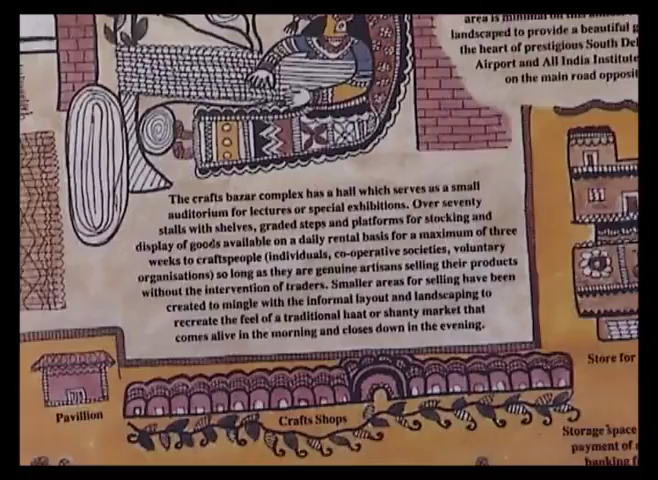 area is minimal on this
landscaped to provide a beautiful
the heart of prestigious South Del
Airport and All India Institute
on the main road opposit
The crafts bazar complex has a hall which serves as a small
auditorium for lectures or special exhibitions. Over seventy
stalls with shelves, graded steps and platforms for stocking and
display of goods available on a daily rental basis for a maximum of three
weeks to craftspeople (individuals, co-operative societies, voluntary
organisations) so long as they are genuine artisans selling their products
without the intervention of traders. Smaller areas for selling have been
created to mingle with the informal layout and landscaping to
recreate the feel of a traditional haat or shanty market that
comes alive in the morning and closes down in the evening.
Store for
Pavillion
Crafts Shops
Storage space
payment of
banking f